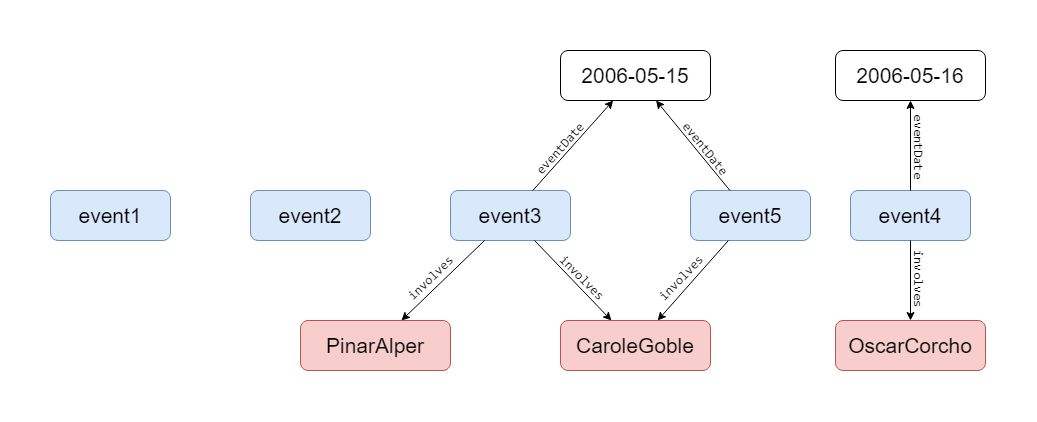 2006-05-15
2006-05-16
eventDate
eventDate
eventDate
event1
event2
event3
event5
event4
involves
involves
involves
involves
PinarAlper
CaroleGoble
OscarCorcho